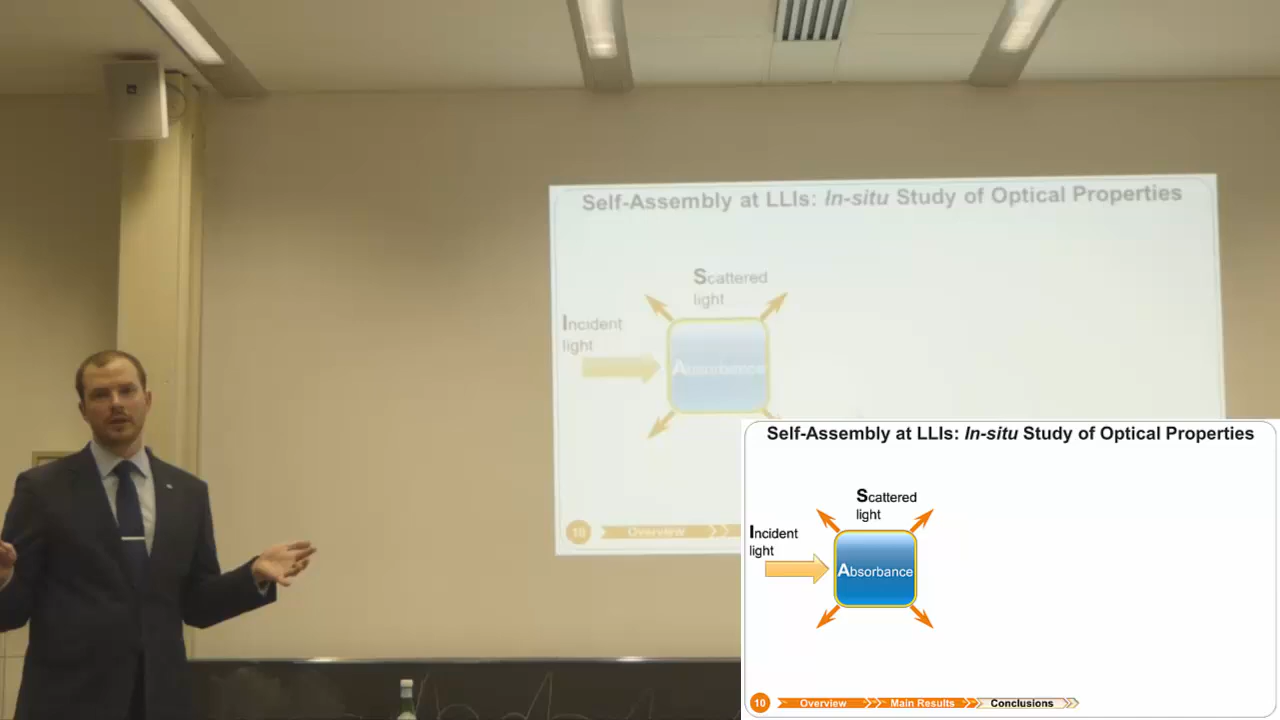 Self-Assembly at LLIs: In-situ Study of Optical Properties
Scattered
light
Incident
light
Absorbance
18
Overview
Self-Assembly at LLIs: In-situ Study of Optical Properties
Scattered
light
Incident
light
Absorbance
10
Overview
Main Results
Conclusions